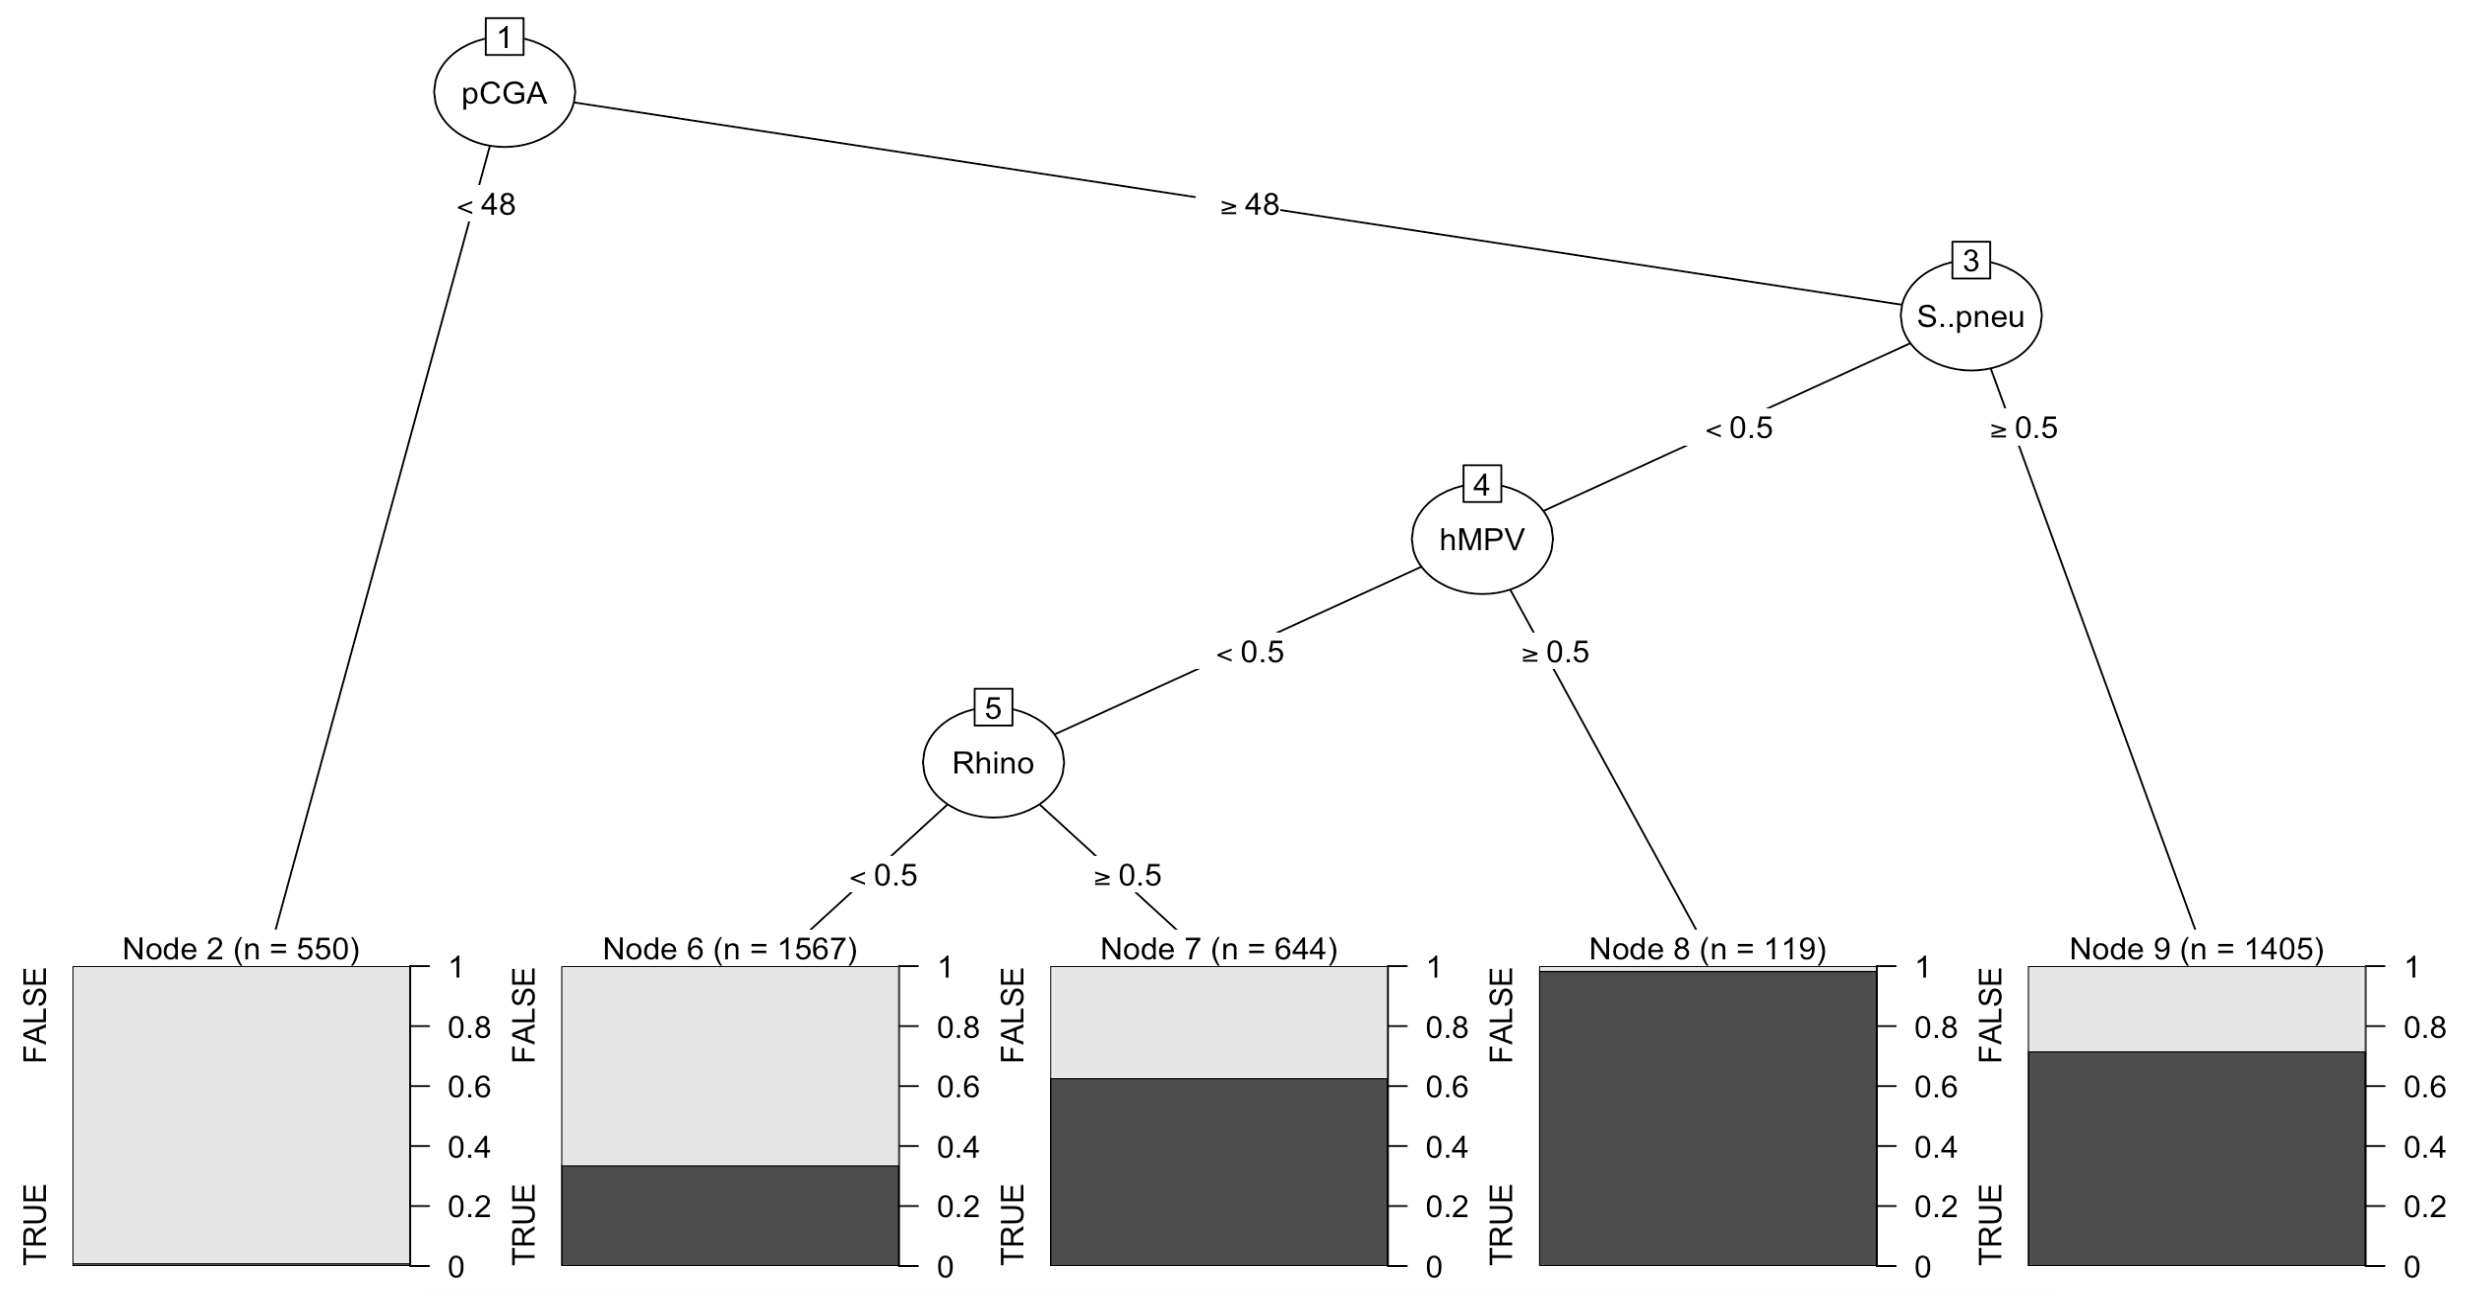 1
pCGA
< 48
≥ 48
3
S..pneu
< 0.5
≥ 0.5
4
hMPV
< 0.5
≥ 0.5
5
Rhino
< 0.5
≥ 0.5
Node 2 (n = 550)
FALSE
TRUE
1
0.8
0.6
0.4
0.2
0
Node 6 (n = 1567)
FALSE
TRUE
1
0.8
0.6
0.4
0.2
0
Node 7 (n = 644)
FALSE
TRUE
1
0.8
0.6
0.4
0.2
0
Node 8 (n = 119)
FALSE
TRUE
1
0.8
0.6
0.4
0.2
0
Node 9 (n = 1405)
FALSE
TRUE
1
0.8
0.6
0.4
0.2
0